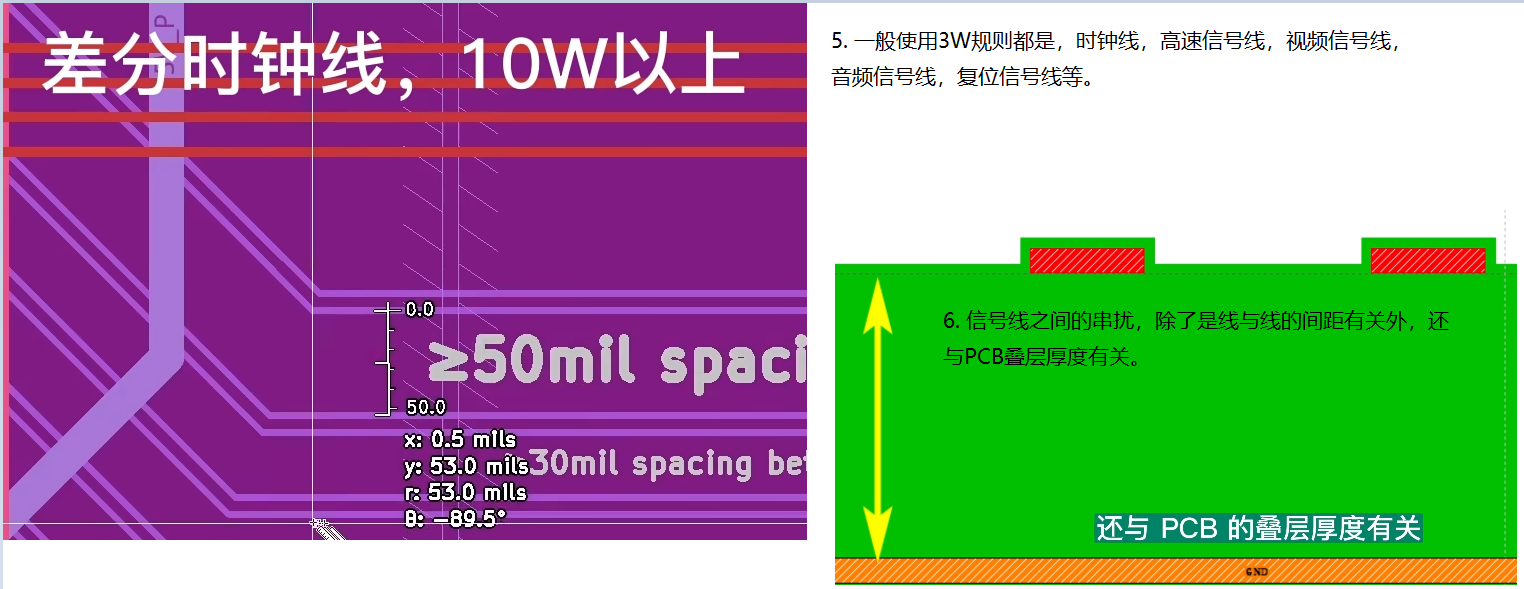 差分时钟线，10W以上
0.0
≥50mil spaci
50.0
x: 0.5 mils
y: 53.0 mils
30mil spacing be
r: 53.0 mils
θ: -89.5°
5. 一般使用3W规则都是，时钟线，高速信号线，视频信号线，
音频信号线，复位信号线等。
6. 信号线之间的串扰，除了是线与线的间距有关外，还
与PCB叠层厚度有关。
还与 PCB 的叠层厚度有关
GND